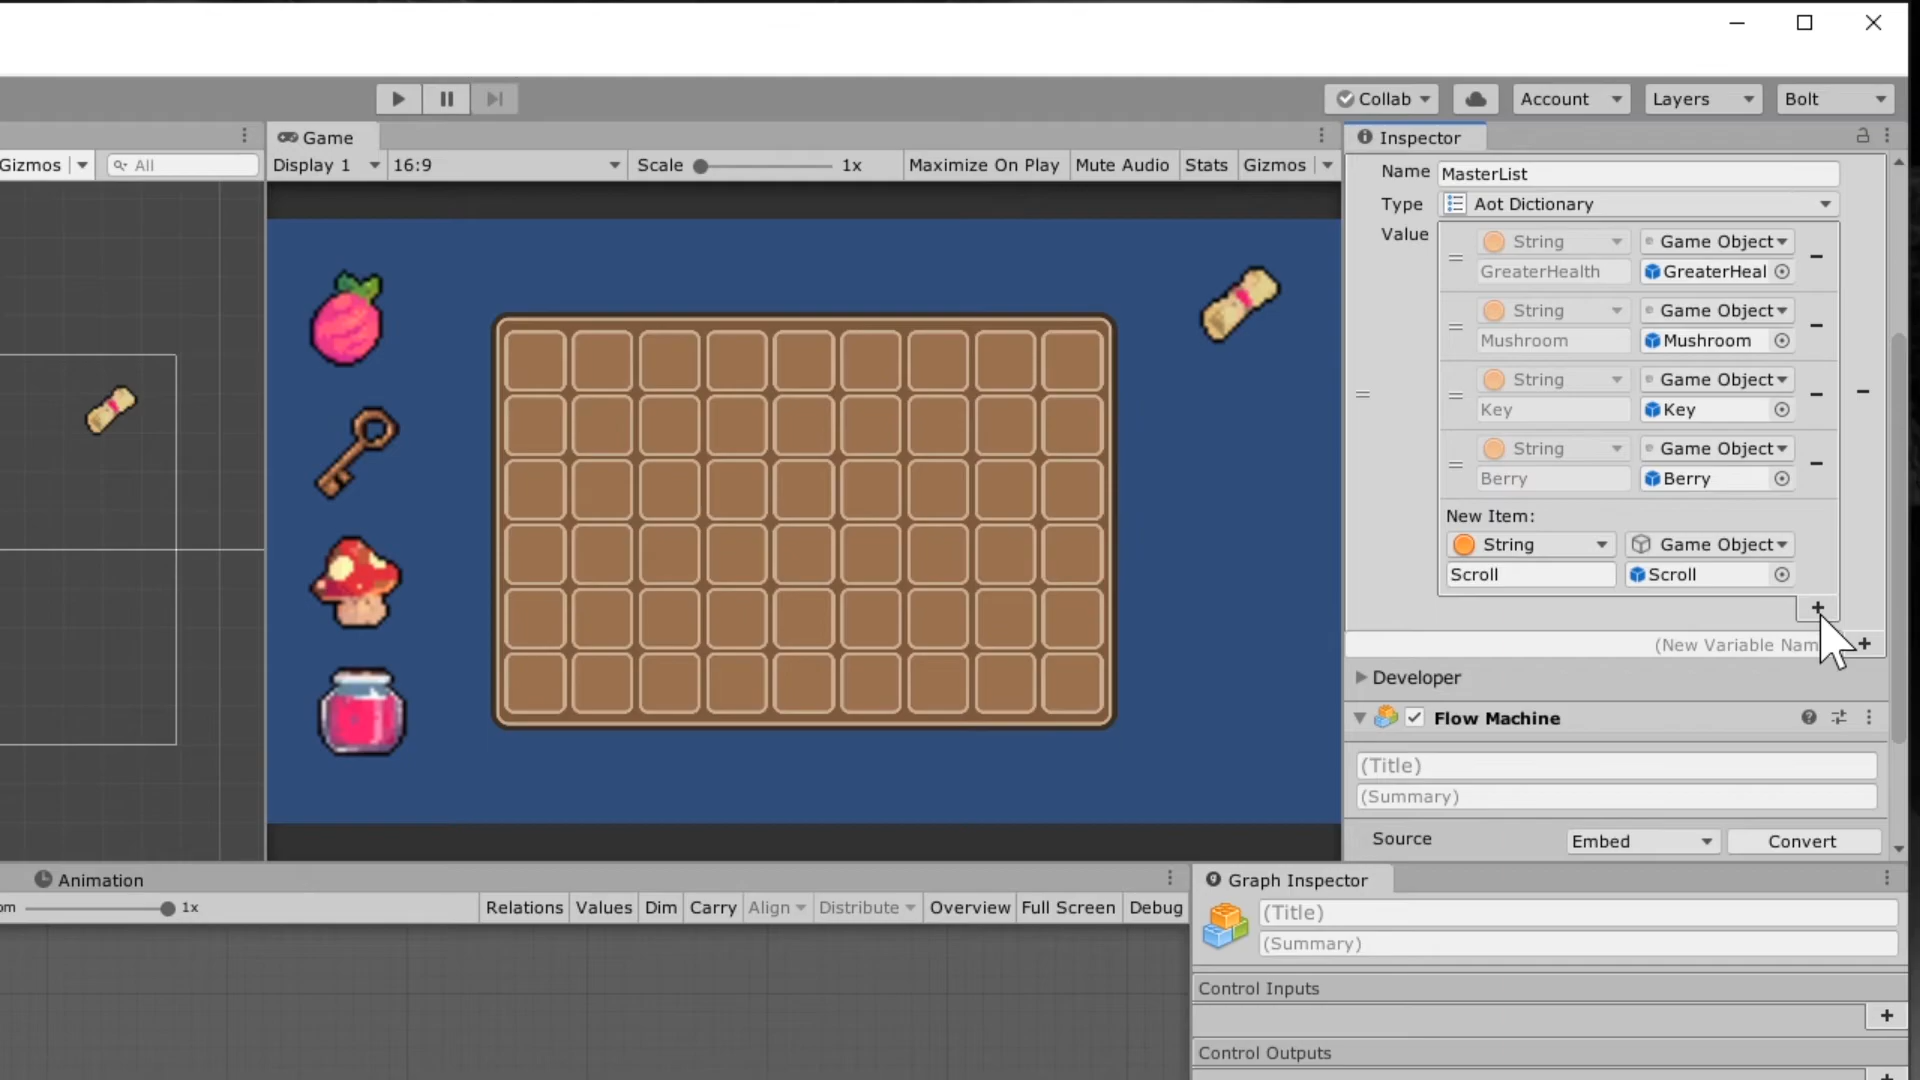 Collab
Account
Layers
Bolt
Gizmos
All
Game
Display 1
16:9
Scale
1x
Maximize On Play
Mute Audio
Stats
Gizmos
Inspector
Name
MasterList
Type
Aot Dictionary
Value
String
Game Object
GreaterHealth
GreaterHeal
String
Game Object
Mushroom
Mushroom
String
Game Object
Key
Key
String
Game Object
Berry
Berry
New Item:
String
Game Object
Scroll
Scroll
(New Variable Nam
Developer
Flow Machine
(Title)
(Summary)
Source
Embed
Convert
Animation
om
1x
Relations
Values
Dim
Carry
Align
Distribute
Overview
Full Screen
Debug
Graph Inspector
(Title)
(Summary)
Control Inputs
Control Outputs